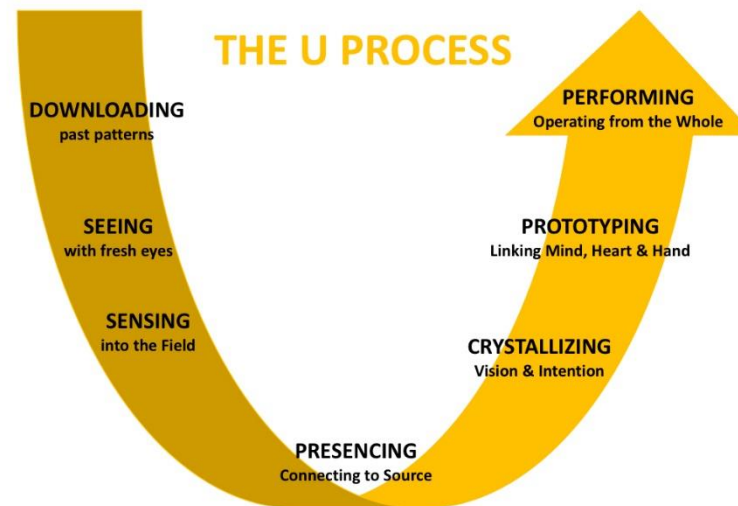 THE U PROCESS
DOWNLOADING
past patterns
SEEING
with fresh eyes
SENSING
into the Field
PRESENCING
Connecting to Source
CRYSTALLIZING
Vision & Intention
PROTOTYPING
Linking Mind, Heart & Hand
PERFORMING
Operating from the Whole